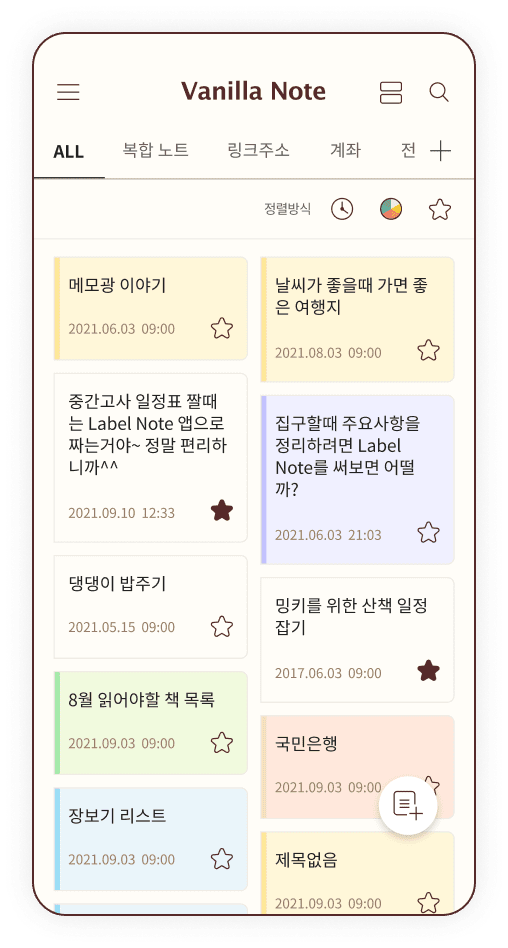 Vanilla Note
ALL 복합 노트 링크주소 계좌 전
정렬방식
메모광 이야기
2021.06.03 09:00
중간고사 일정표 짤때
는 Label Note 앱으로
짜는거야~ 정말 편리하
니까^^
2021.09.10 12:33
댕댕이 밥주기
2021.05.15 09:00
8월 읽어야할 책 목록
2021.09.03 09:00
장보기 리스트
2021.09.03 09:00
날씨가 좋을때 가면 좋
은 여행지
2021.08.03 09:00
집구할때 주요사항을
정리하려면 Label
Note를 써보면 어떨
까?
2021.06.03 21:03
밍키를 위한 산책 일정
잡기
2017.06.03 09:00
국민은행
2021.09.03 09:00
제목없음
2021.09.03 09:00